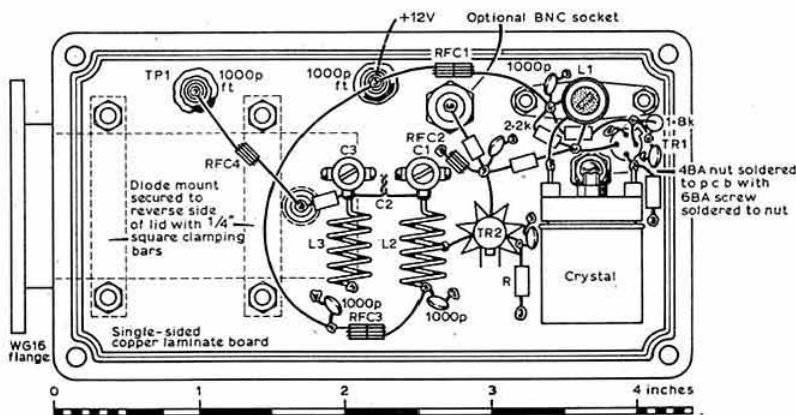 +12V
Optional BNC socket
RFC1
1000p
L1
TP1
1000p
ft
1000p
ft
2·2k
1·8k
TR1
RFC2
C1
C3
RFC4
C2
4BA nut soldered
to p c b with
6BA screw
soldered to nut
Diode mount
secured to
reverse side
of lid with 1/4"
square clamping
bars
L3
L2
TR2
R
Crystal
1000p
RFC3
1000p
Single-sided
copper laminate board
WG16
flange
0 1 2 3 4 inches